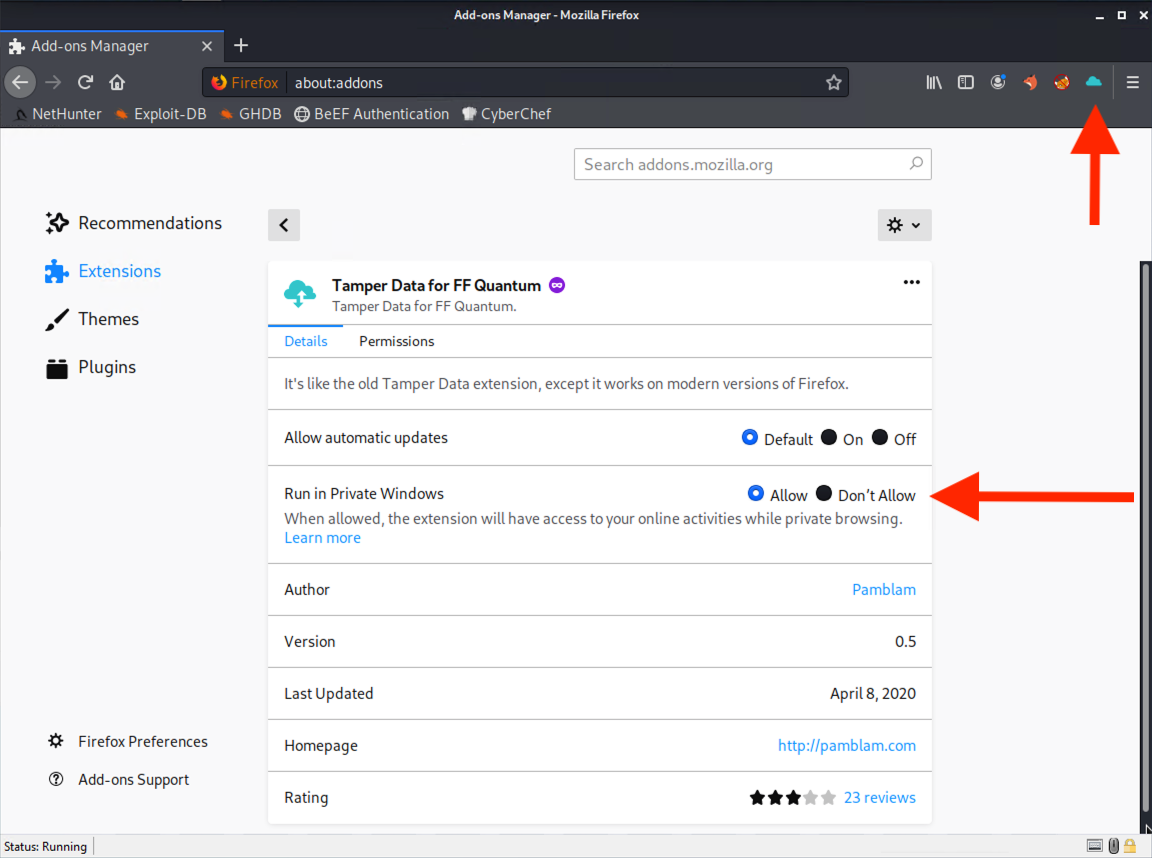 Add-ons Manager - Mozilla Firefox
Add-ons Manager
Firefox about:addons
NetHunter Exploit-DB GHDB BeEF Authentication CyberChef
Search addons.mozilla.org
Recommendations
Extensions
Themes
Plugins
Tamper Data for FF Quantum
Tamper Data for FF Quantum.
Details Permissions
It's like the old Tamper Data extension, except it works on modern versions of Firefox.
Allow automatic updates Default On Off
Run in Private Windows Allow Don't Allow
When allowed, the extension will have access to your online activities while private browsing.
Learn more
Author Pamblam
Version 0.5
Last Updated April 8, 2020
Homepage http://pamblam.com
Rating 23 reviews
Firefox Preferences
Add-ons Support
Status: Running